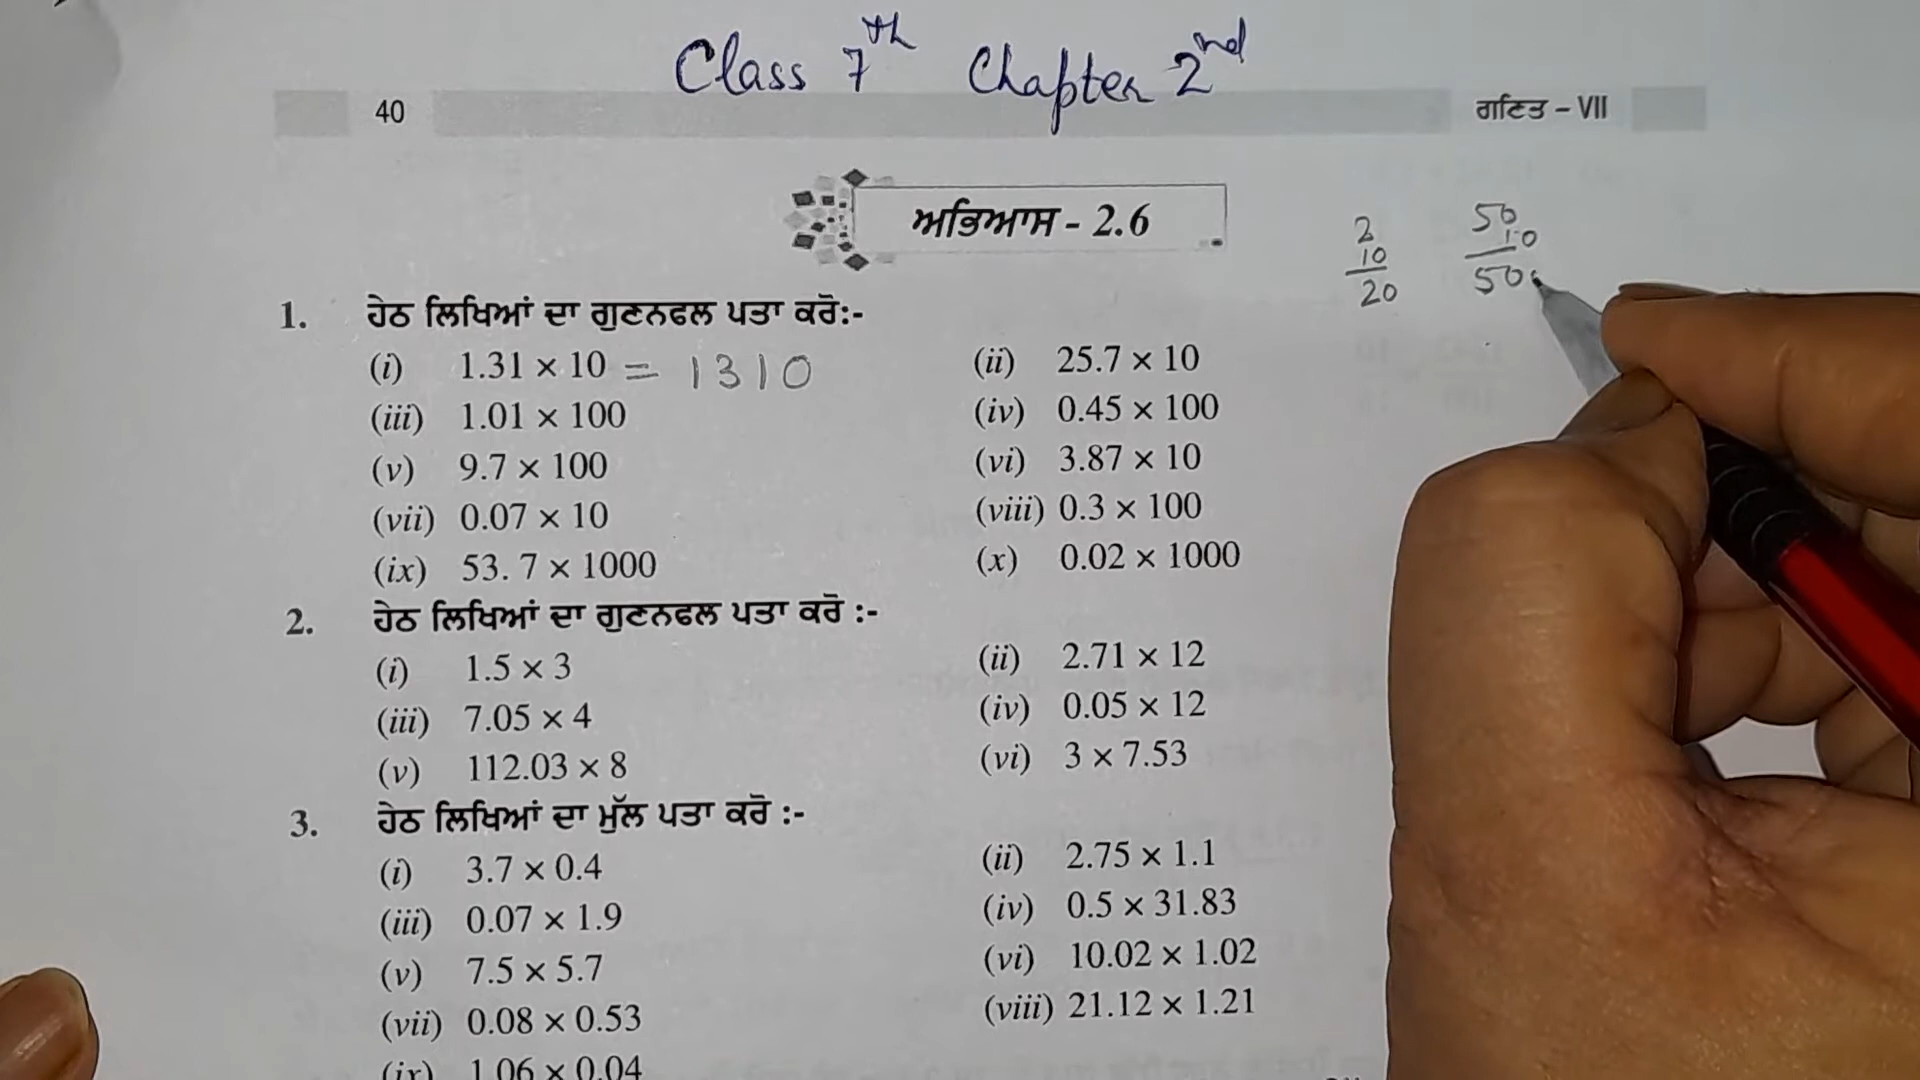 Class 7th Chapter 2nd
40 ਗਣਿਤ – VII
ਅਭਿਆਸ - 2.6
2
10
20
50
10
500
1. ਹੇਠ ਲਿਖਿਆਂ ਦਾ ਗੁਣਨਫਲ ਪਤਾ ਕਰੋ:-
(i) 1.31 × 10 = 1310 (ii) 25.7 × 10
(iii) 1.01 × 100 (iv) 0.45 × 100
(v) 9.7 × 100 (vi) 3.87 × 10
(vii) 0.07 × 10 (viii) 0.3 × 100
(ix) 53. 7 × 1000 (x) 0.02 × 1000
2. ਹੇਠ ਲਿਖਿਆਂ ਦਾ ਗੁਣਨਫਲ ਪਤਾ ਕਰੋ :-
(i) 1.5 × 3 (ii) 2.71 × 12
(iii) 7.05 × 4 (iv) 0.05 × 12
(v) 112.03 × 8 (vi) 3 × 7.53
3. ਹੇਠ ਲਿਖਿਆਂ ਦਾ ਮੁੱਲ ਪਤਾ ਕਰੋ :-
(i) 3.7 × 0.4 (ii) 2.75 × 1.1
(iii) 0.07 × 1.9 (iv) 0.5 × 31.83
(v) 7.5 × 5.7 (vi) 10.02 × 1.02
(vii) 0.08 × 0.53 (viii) 21.12 × 1.21
(ix) 1.06 × 0.04